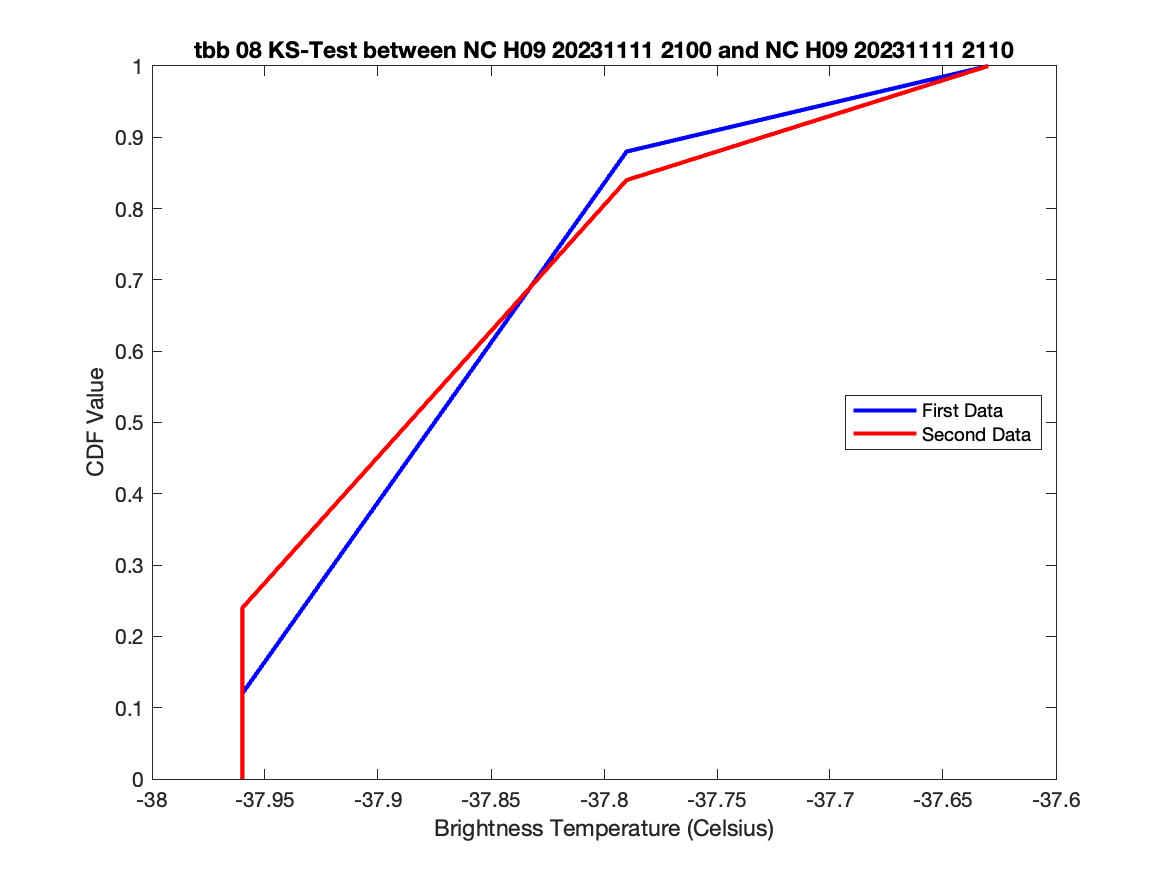 tbb 08 KS-Test between NC H09 20231111 2100 and NC H09 20231111 2110
1
0.9
0.8
0.7
0.6
0.5
0.4
0.3
0.2
0.1
0
CDF Value
First Data
Second Data
-38 -37.95 -37.9 -37.85 -37.8 -37.75 -37.7 -37.65 -37.6
Brightness Temperature (Celsius)